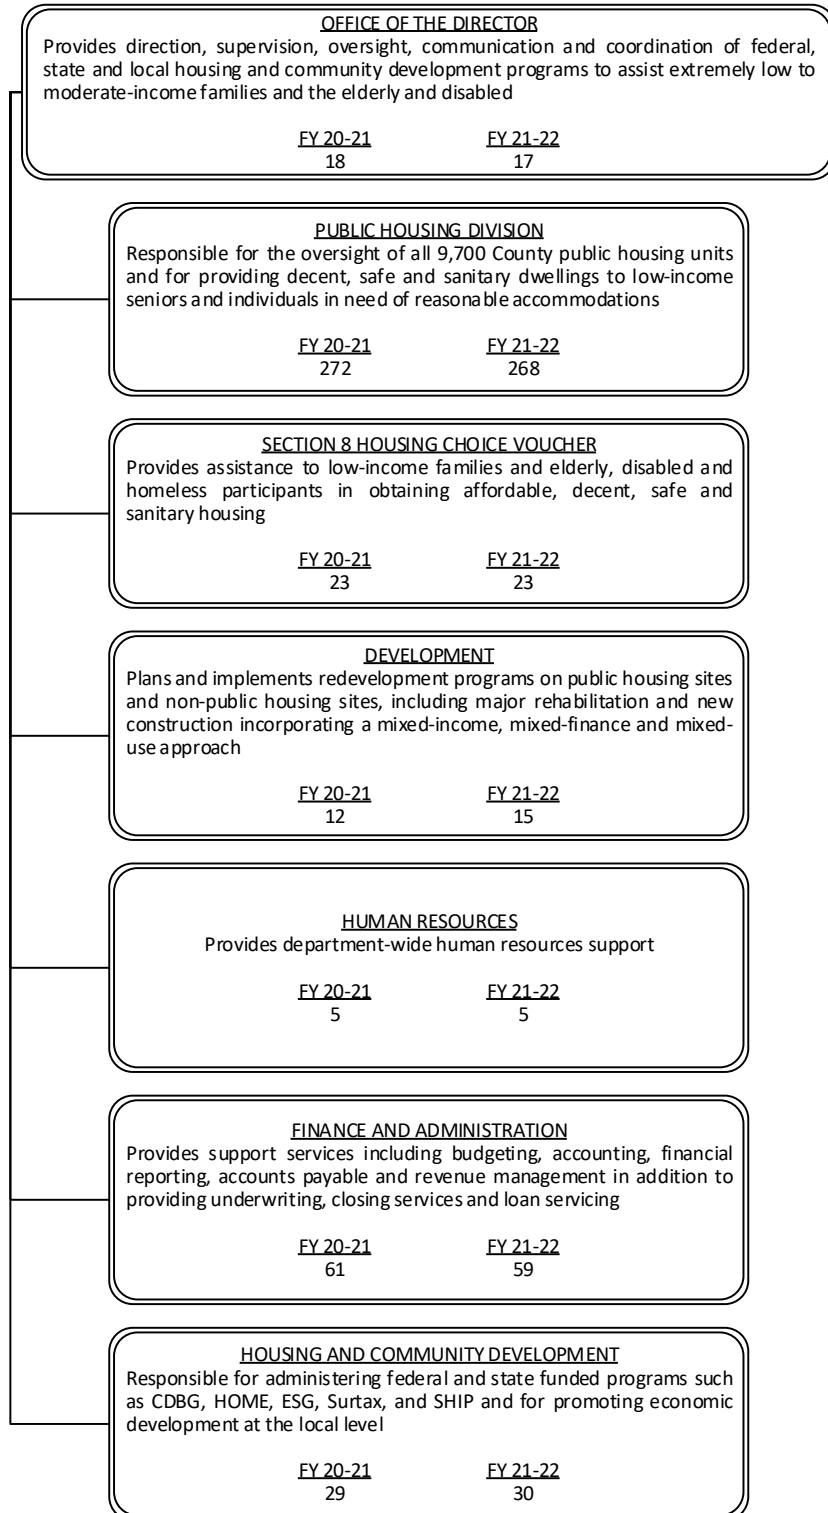 OFFICE OF THE DIRECTOR
Provides direction, supervision, oversight, communication and coordination of federal,
state and local housing and community development programs to assist extremely low to
moderate-income families and the elderly and disabled
FY 20-21 FY 21-22
18 17
PUBLIC HOUSING DIVISION
Responsible for the oversight of all 9,700 County public housing units
and for providing decent, safe and sanitary dwellings to low-income
seniors and individuals in need of reasonable accommodations
FY 20-21 FY 21-22
272 268
SECTION 8 HOUSING CHOICE VOUCHER
Provides assistance to low-income families and elderly, disabled and
homeless participants in obtaining affordable, decent, safe and
sanitary housing
FY 20-21 FY 21-22
23 23
DEVELOPMENT
Plans and implements redevelopment programs on public housing sites
and non-public housing sites, including major rehabilitation and new
construction incorporating a mixed-income, mixed-finance and mixed-
use approach
FY 20-21 FY 21-22
12 15
HUMAN RESOURCES
Provides department-wide human resources support
FY 20-21 FY 21-22
5 5
FINANCE AND ADMINISTRATION
Provides support services including budgeting, accounting, financial
reporting, accounts payable and revenue management in addition to
providing underwriting, closing services and loan servicing
FY 20-21 FY 21-22
61 59
HOUSING AND COMMUNITY DEVELOPMENT
Responsible for administering federal and state funded programs such
as CDBG, HOME, ESG, Surtax, and SHIP and for promoting economic
development at the local level
FY 20-21 FY 21-22
29 30